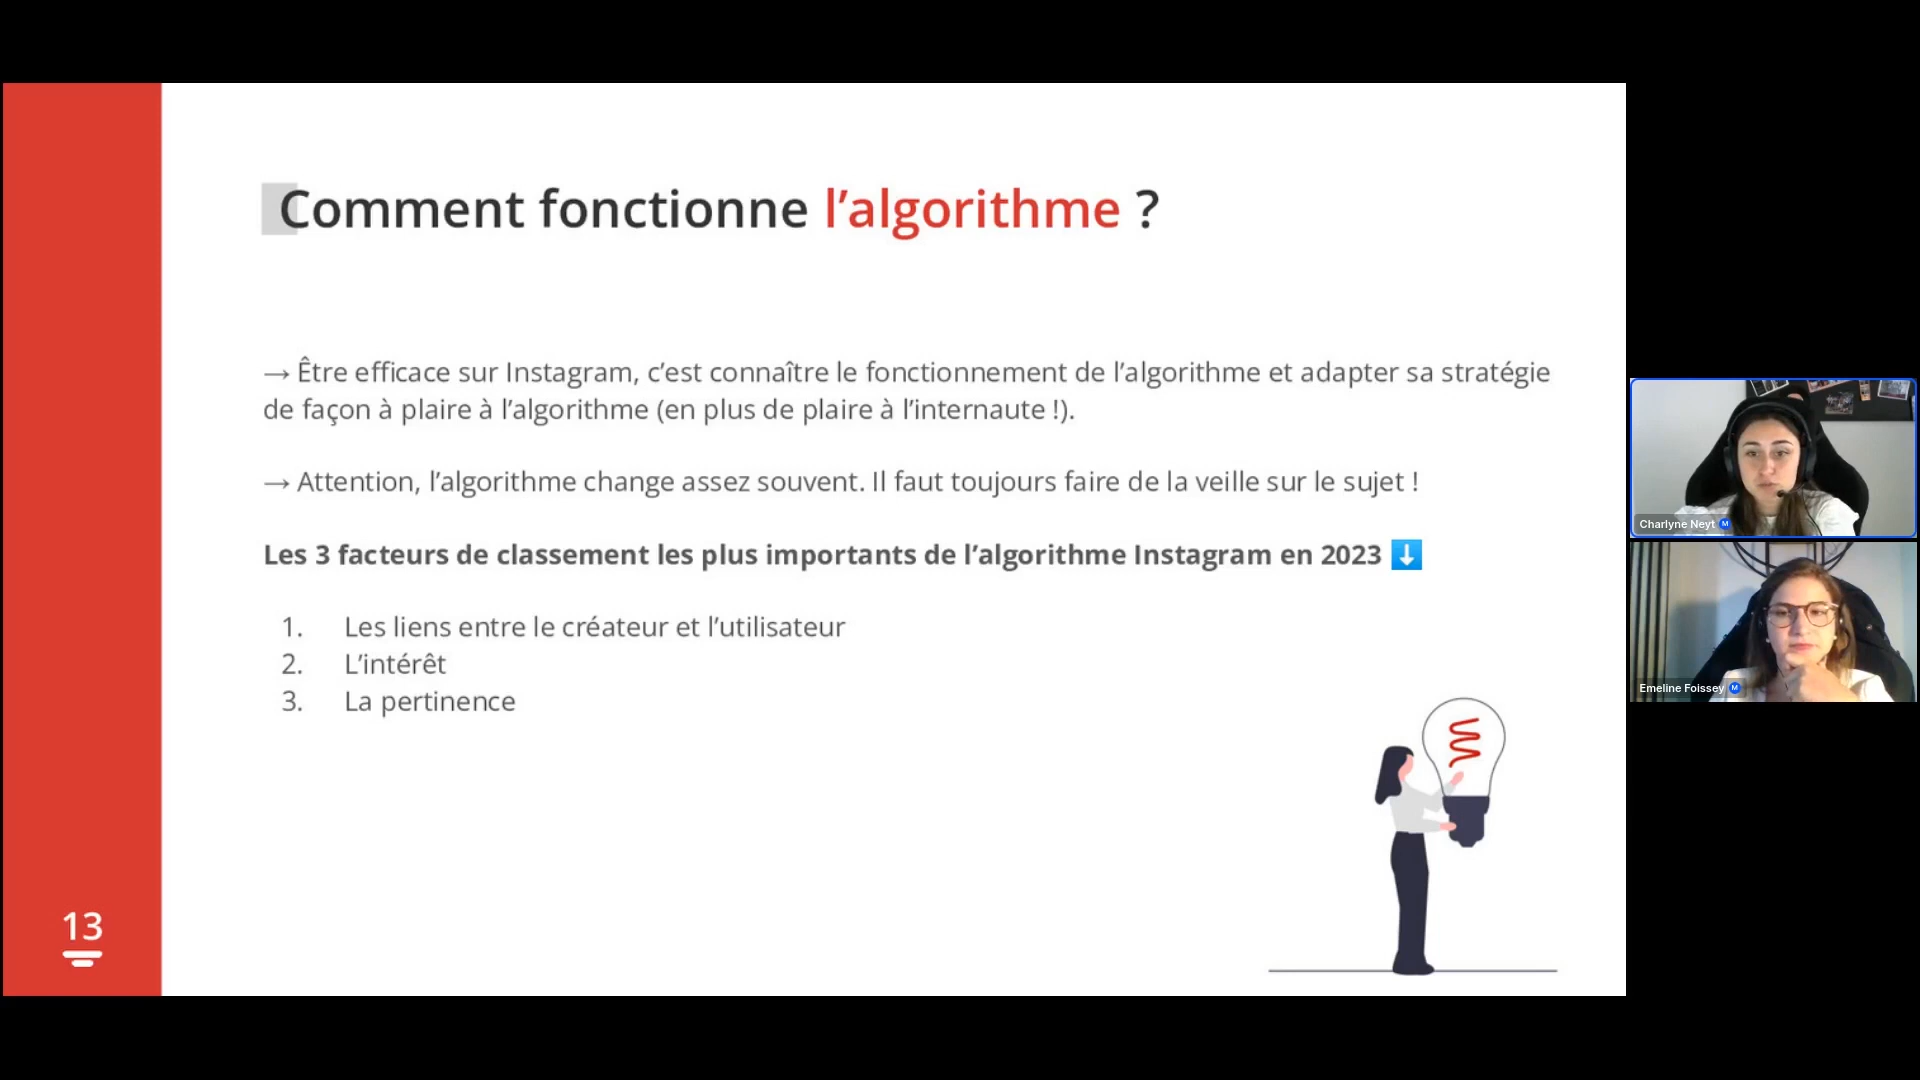 Comment fonctionne l’algorithme ?
→ Être efficace sur Instagram, c’est connaître le fonctionnement de l’algorithme et adapter sa stratégie
de façon à plaire à l’algorithme (en plus de plaire à l’internaute !).
→ Attention, l’algorithme change assez souvent. Il faut toujours faire de la veille sur le sujet !
Les 3 facteurs de classement les plus importants de l’algorithme Instagram en 2023 ⬇️
1. Les liens entre le créateur et l’utilisateur
2. L’intérêt
3. La pertinence
13
Charlyne Neyt M
Emeline Foissey M